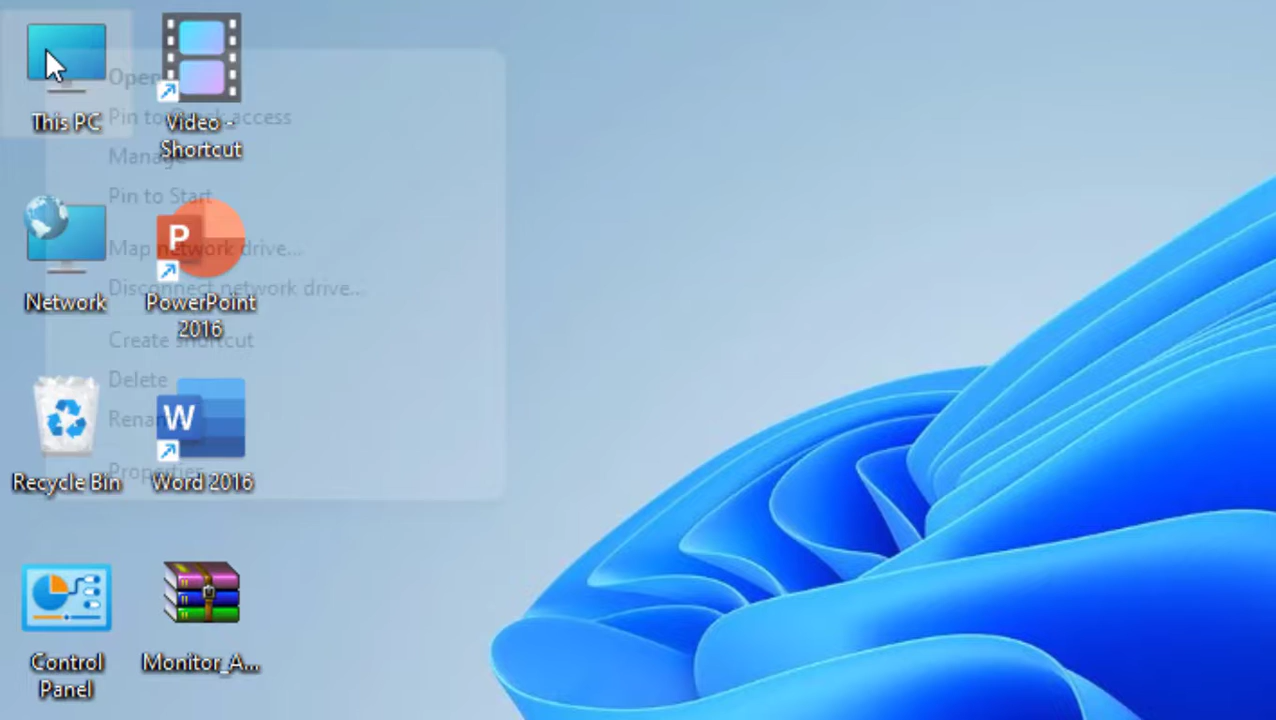 This PC
Video -
Shortcut
Open
Pin to Quick access
Manage
Pin to Start
Map network drive...
Disconnect network drive...
Create shortcut
Delete
Rename
Properties
Network
P
PowerPoint
2016
Recycle Bin
W
Word 2016
Control
Panel
Monitor_A...